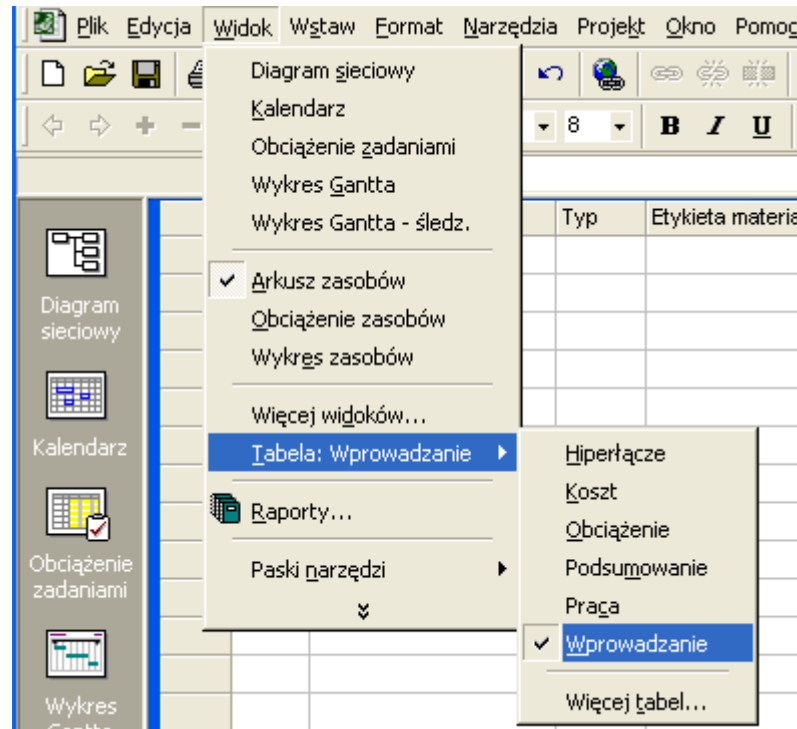 Plik Edycja Widok Wstaw Format Narzędzia Projekt Okno Pomoc
8 B I U
Typ Etykieta materia
Diagram sieciowy
Kalendarz
Obciążenie zadaniami
Wykres Gantta
Wykres Gantta - śledz.
Arkusz zasobów
Obciążenie zasobów
Wykres zasobów
Więcej widoków...
Tabela: Wprowadzanie
Raporty...
Paski narzędzi
Hiperłącze
Koszt
Obciążenie
Podsumowanie
Praca
Wprowadzanie
Więcej tabel...
Diagram
sieciowy
Kalendarz
Obciążenie
zadaniami
Wykres
Gantta